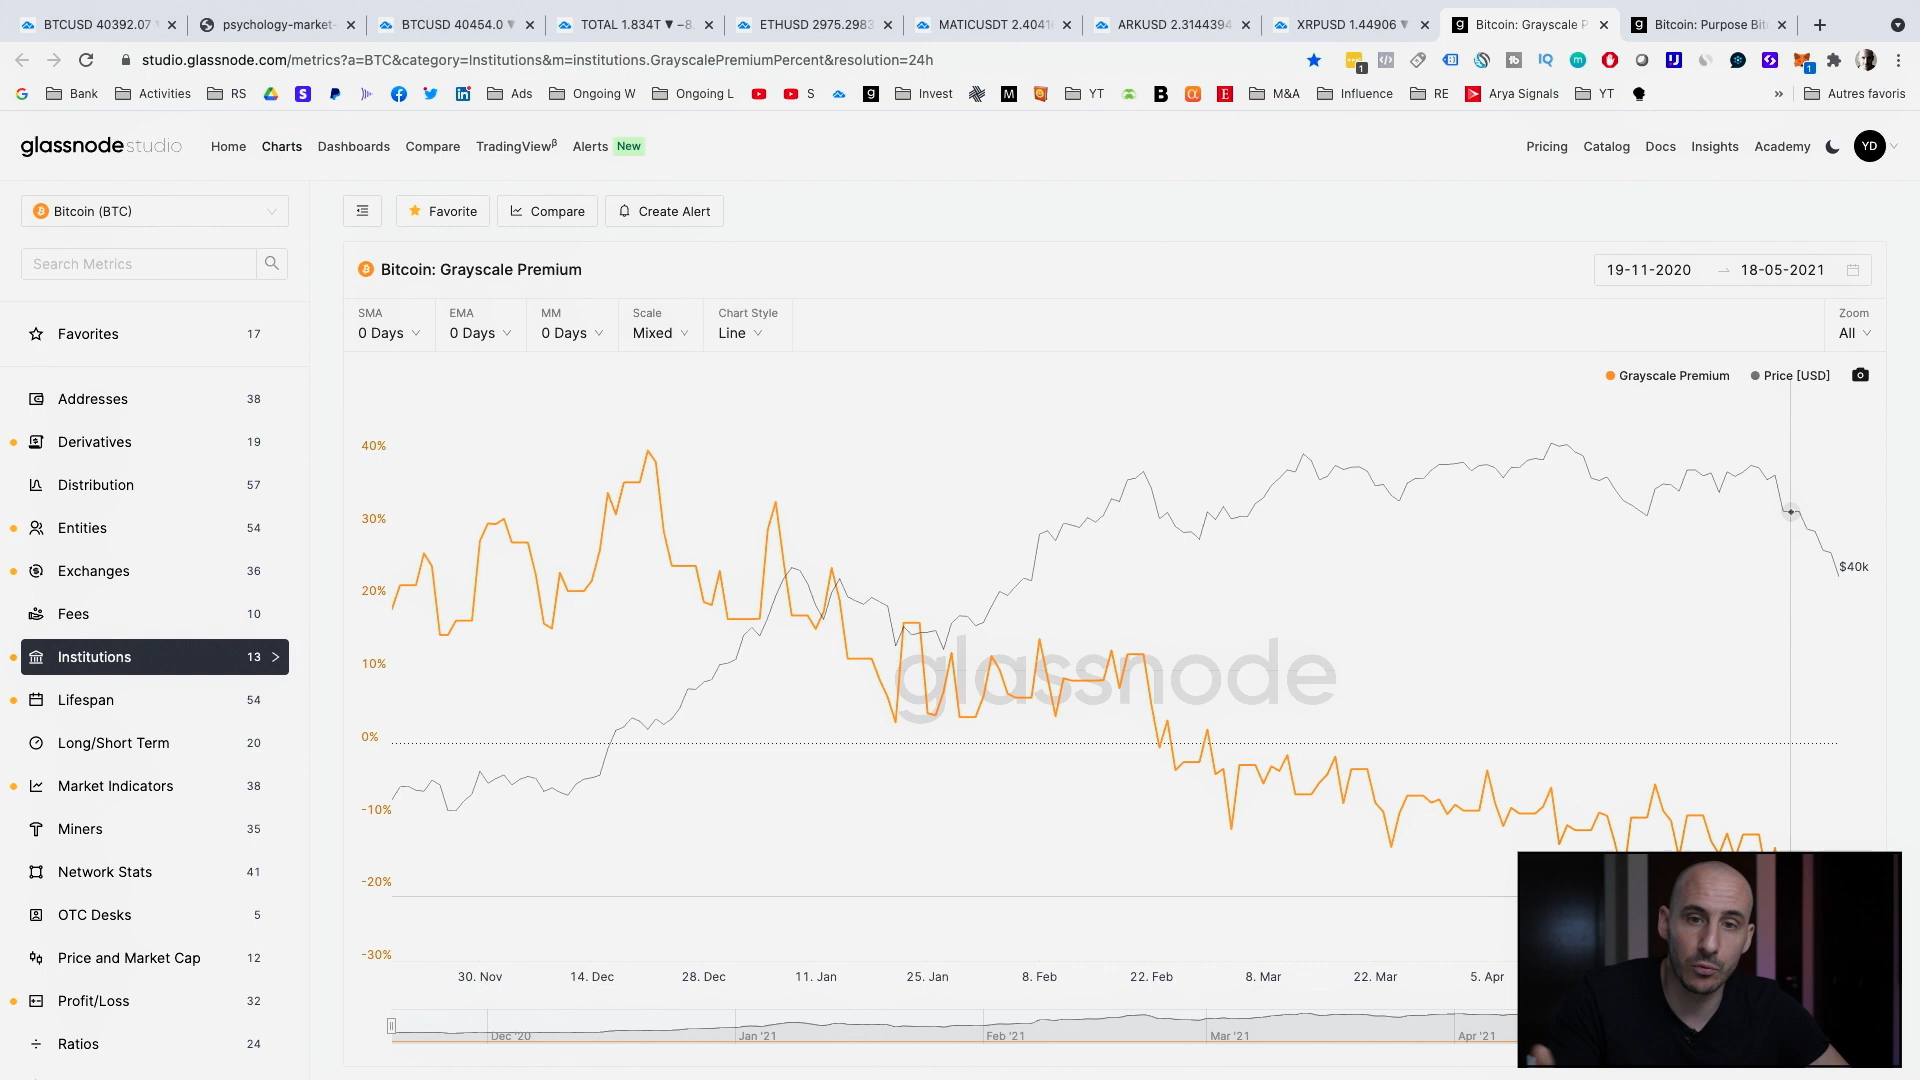 BTCUSD 40392.07
psychology-market-
BTCUSD 40454.0 ▼
TOTAL 1.834T ▼ −8.
ETHUSD 2975.2983
MATICUSDT 2.4041
ARKUSD 2.3144394
XRPUSD 1.44906 ▼
Bitcoin: Grayscale P
Bitcoin: Purpose Bit
studio.glassnode.com/metrics?a=BTC&category=Institutions&m=institutions.GrayscalePremiumPercent&resolution=24h
Bank Activities RS Ads Ongoing W Ongoing L S Invest YT M&A Influence RE Arya Signals YT » Autres favoris
glassnode studio Home Charts Dashboards Compare TradingViewβ Alerts New Pricing Catalog Docs Insights Academy YD
Bitcoin (BTC)
Favorite Compare Create Alert
Search Metrics
Bitcoin: Grayscale Premium
19-11-2020 → 18-05-2021
SMA EMA MM Scale Chart Style Zoom
0 Days 0 Days 0 Days Mixed Line All
Grayscale Premium Price [USD]
Favorites 17
Addresses 38
Derivatives 19
Distribution 57
Entities 54
Exchanges 36
Fees 10
Institutions 13 >
Lifespan 54
Long/Short Term 20
Market Indicators 38
Miners 35
Network Stats 41
OTC Desks 5
Price and Market Cap 12
Profit/Loss 32
Ratios 24
40%
30%
20%
10%
0%
-10%
-20%
-30%
$40k
glassnode
30. Nov 14. Dec 28. Dec 11. Jan 25. Jan 8. Feb 22. Feb 8. Mar 22. Mar 5. Apr
Dec '20 Jan '21 Feb '21 Mar '21 Apr '21